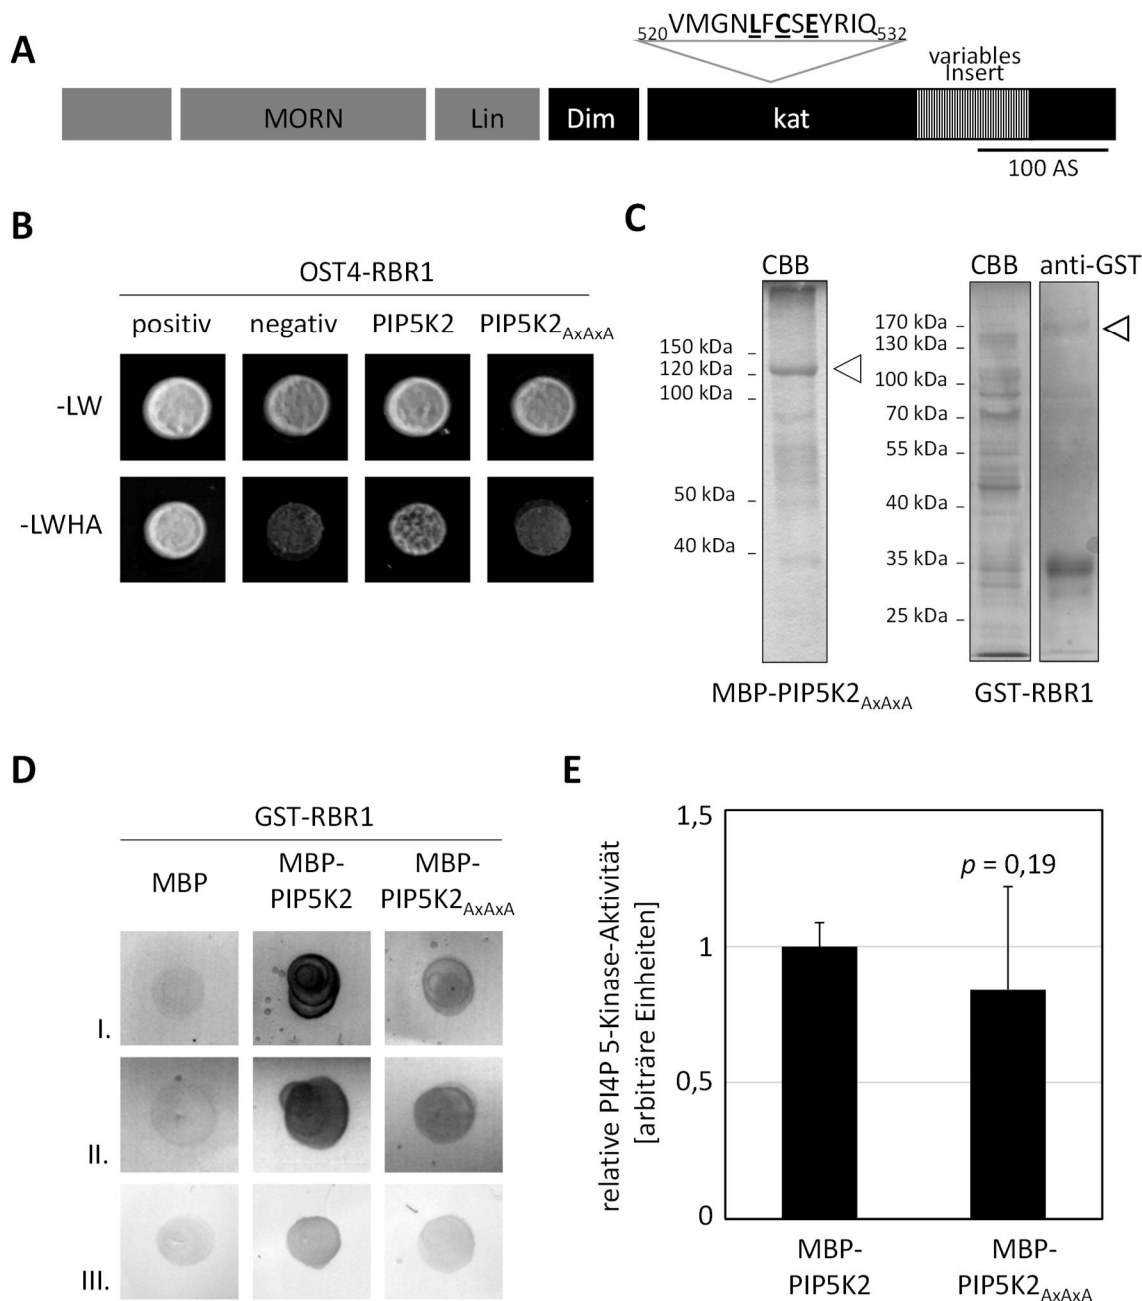 A
520VMGNLFCSEYRIQ532
variables
Insert
MORN
Lin
Dim
kat
100 AS
B
OST4-RBR1
positiv negativ PIP5K2 PIP5K2AxAxA
-LW
-LWHA
C
CBB
150 kDa
120 kDa
100 kDa
50 kDa
40 kDa
MBP-PIP5K2AxAxA
CBB anti-GST
170 kDa
130 kDa
100 kDa
70 kDa
55 kDa
40 kDa
35 kDa
25 kDa
GST-RBR1
D
GST-RBR1
MBP
MBP-
PIP5K2
MBP-
PIP5K2AxAxA
I.
II.
III.
E
relative PI4P 5-Kinase-Aktivität
[arbiträre Einheiten]
1,5
1
0,5
0
p = 0,19
MBP-
PIP5K2
MBP-
PIP5K2AxAxA